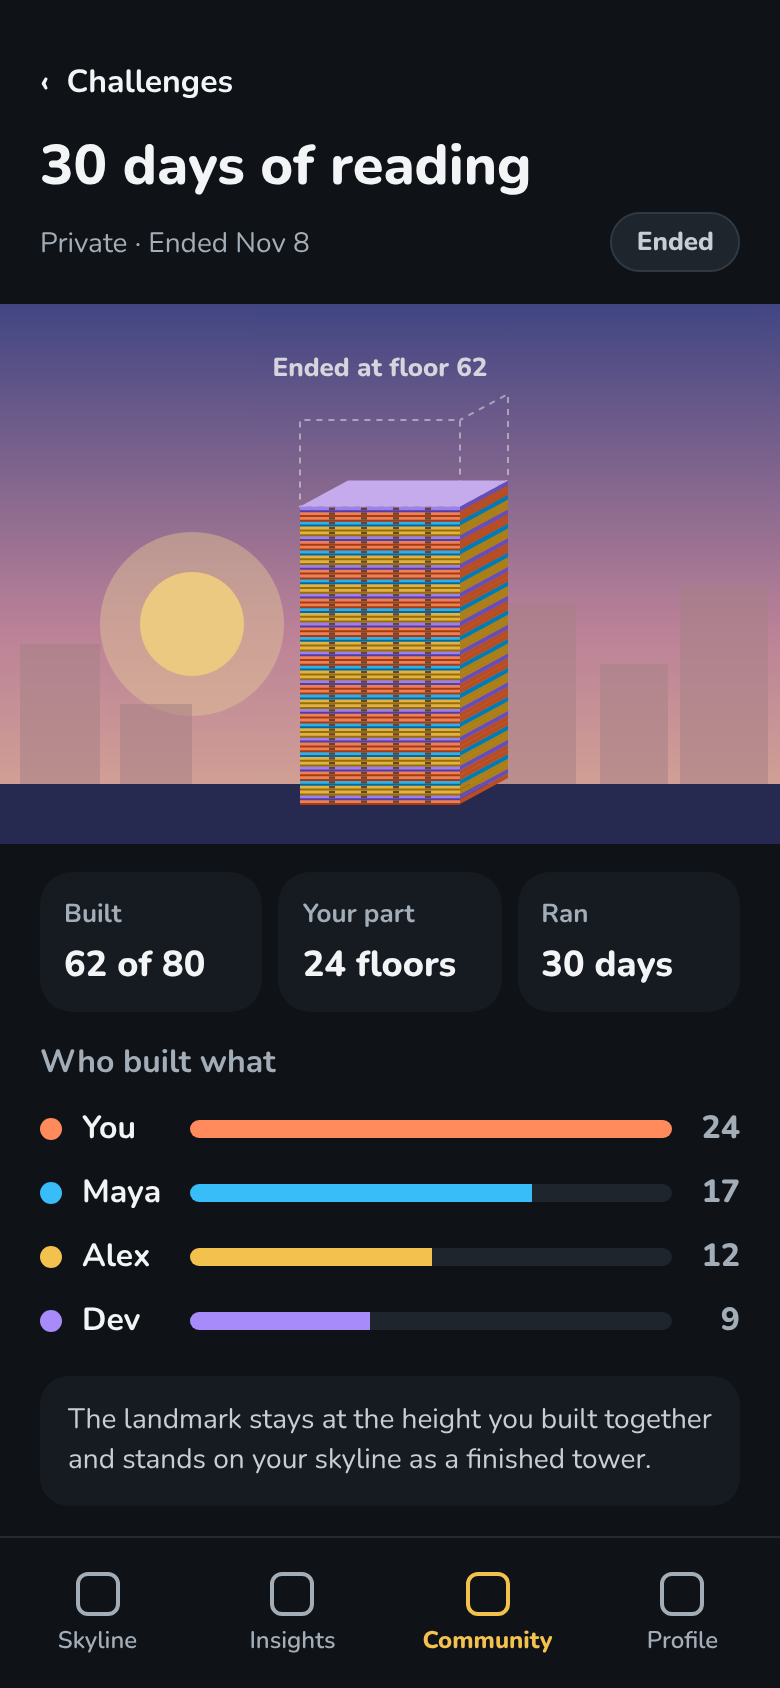 ‹ Challenges
30 days of reading
Private · Ended Nov 8
Ended
Ended at floor 62
Built
62 of 80
Your part
24 floors
Ran
30 days
Who built what
You 24
Maya 17
Alex 12
Dev 9
The landmark stays at the height you built together
and stands on your skyline as a finished tower.
Skyline
Insights
Community
Profile